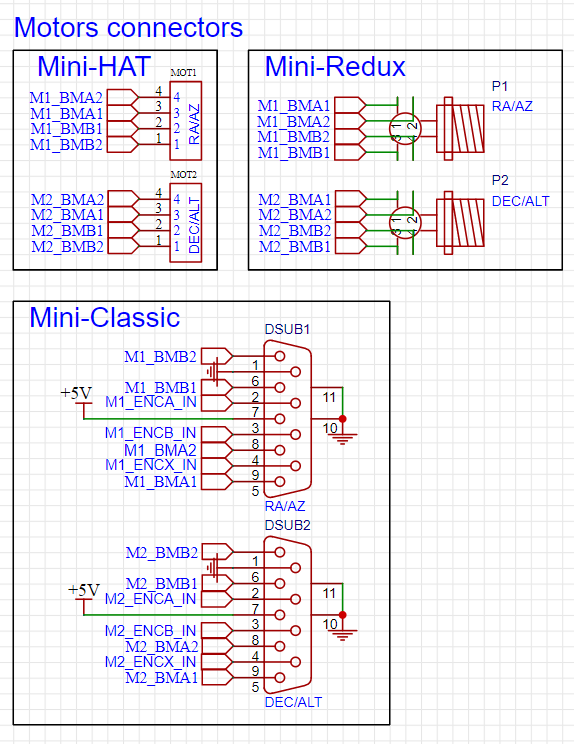 Motors connectors
Mini-HAT
MOT1
M1_BMA2 4 4
M1_BMA1 3 3
M1_BMB1 2 2
M1_BMB2 1 1
RA/AZ
MOT2
M2_BMA2 4 4
M2_BMA1 3 3
M2_BMB1 2 2
M2_BMB2 1 1
DEC/ALT
Mini-Redux
P1
RA/AZ
M1_BMA1
M1_BMA2
M1_BMB2
M1_BMB1
1 2
3 4
P2
DEC/ALT
M2_BMA1
M2_BMA2
M2_BMB2
M2_BMB1
1 2
3 4
Mini-Classic
DSUB1
M1_BMB2
1
6
M1_BMB1
2
M1_ENCA_IN
+5V
7
3
M1_ENCB_IN
8
M1_BMA2
4
M1_ENCX_IN
9
M1_BMA1
5
11
10
RA/AZ
DSUB2
M2_BMB2
1
6
M2_BMB1
2
M2_ENCA_IN
+5V
7
3
M2_ENCB_IN
8
M2_BMA2
4
M2_ENCX_IN
9
M2_BMA1
5
11
10
DEC/ALT